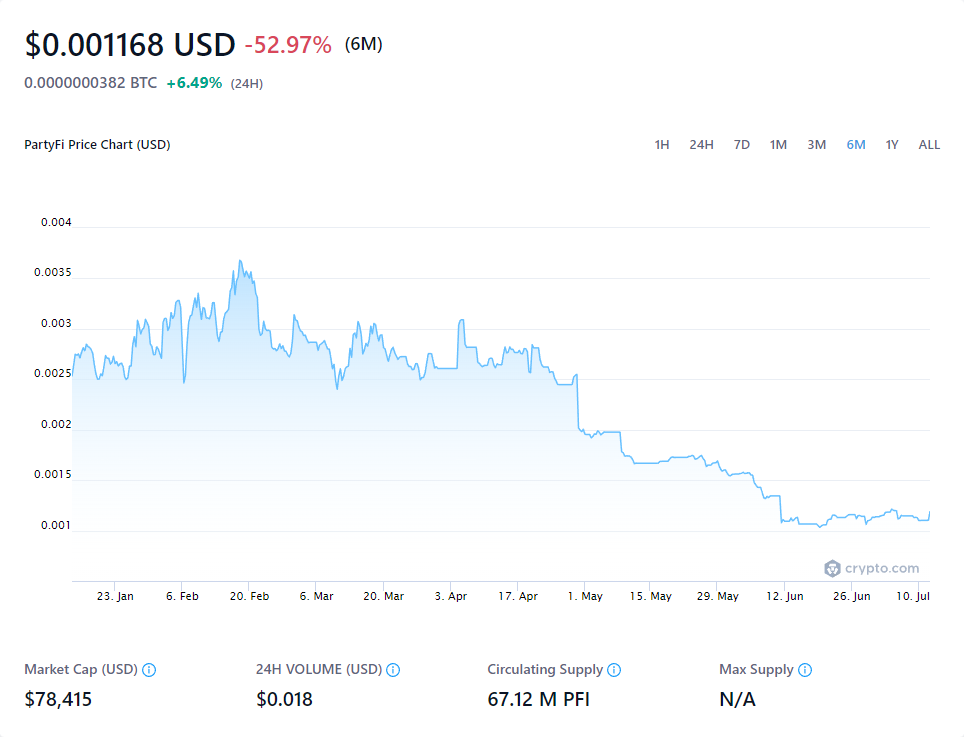 $0.001168 USD -52.97% (6M)
0.0000000382 BTC +6.49% (24H)
PartyFi Price Chart (USD)
1H 24H 7D 1M 3M 6M 1Y ALL
0.004
0.0035
0.003
0.0025
0.002
0.0015
0.001
crypto.com
23. Jan 6. Feb 20. Feb 6. Mar 20. Mar 3. Apr 17. Apr 1. May 15. May 29. May 12. Jun 26. Jun 10. Jul
Market Cap (USD) 24H VOLUME (USD) Circulating Supply Max Supply
$78,415 $0.018 67.12 M PFI N/A